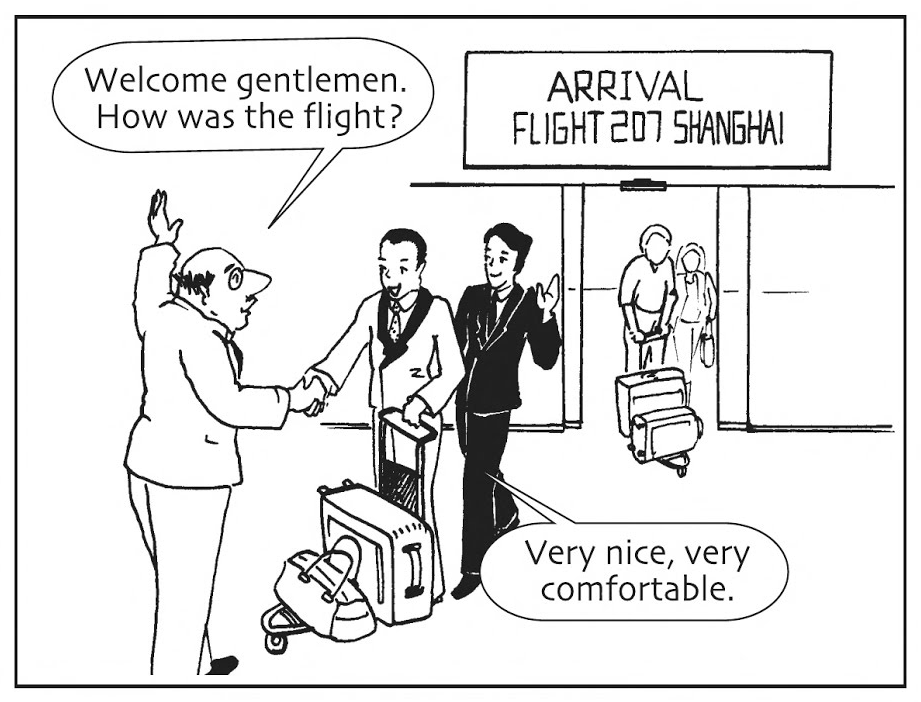 Welcome gentlemen.
How was the flight?
ARRIVAL
FLIGHT 207 SHANGHAI
Very nice, very
comfortable.